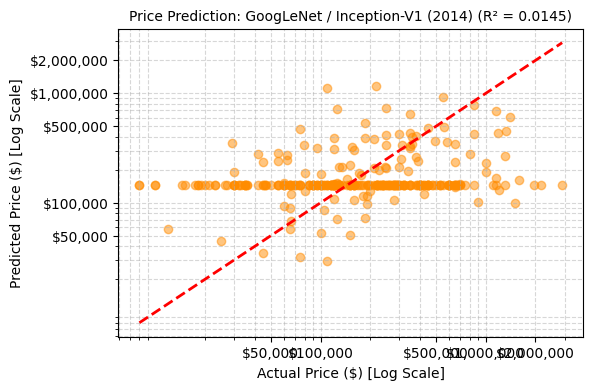 Price Prediction: GoogLeNet / Inception-V1 (2014) (R² = 0.0145)
Predicted Price ($) [Log Scale]
$2,000,000
$1,000,000
$500,000
$100,000
$50,000
$50,000 $100,000 $500,000 $1,000,000 $2,000,000
Actual Price ($) [Log Scale]